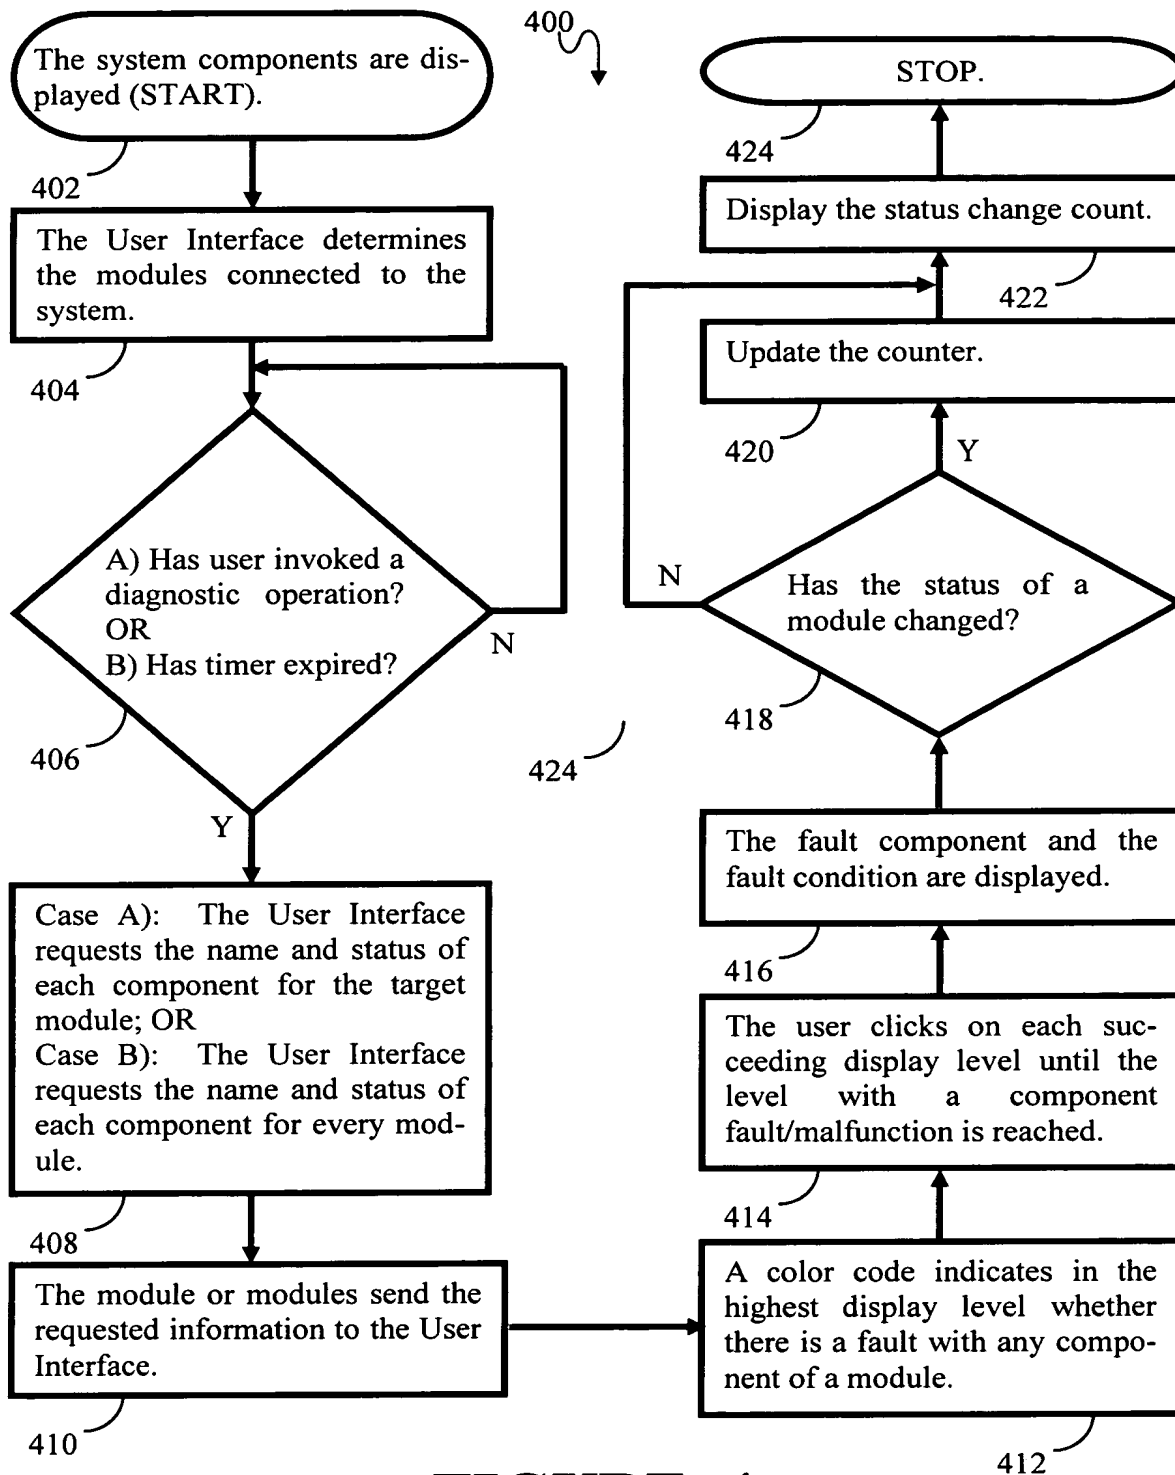 400
The system components are dis-
played (START).
402
The User Interface determines
the modules connected to the
system.
404
A) Has user invoked a
diagnostic operation?
OR
B) Has timer expired?
N
406
Y
Case A): The User Interface
requests the name and status of
each component for the target
module; OR
Case B): The User Interface
requests the name and status of
each component for every mod-
ule.
408
The module or modules send the
requested information to the User
Interface.
410
A color code indicates in the
highest display level whether
there is a fault with any compo-
nent of a module.
412
The user clicks on each suc-
ceeding display level until the
level with a component
fault/malfunction is reached.
414
The fault component and the
fault condition are displayed.
416
Has the status of a
module changed?
N
418
Y
424
Update the counter.
420
Display the status change count.
422
STOP.
424